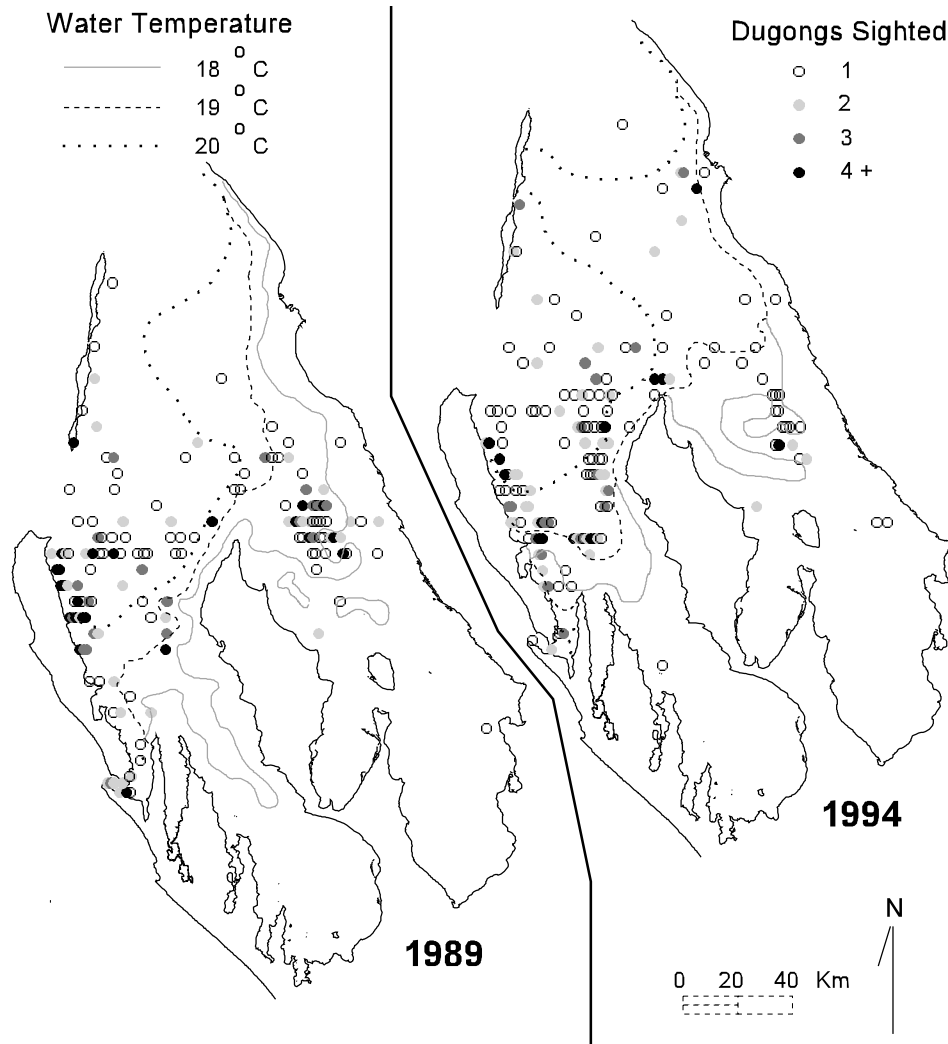 Water Temperature
18 °C
19 °C
20 °C
Dugongs Sighted
1
2
3
4 +
1994
1989
N
0 20 40 Km